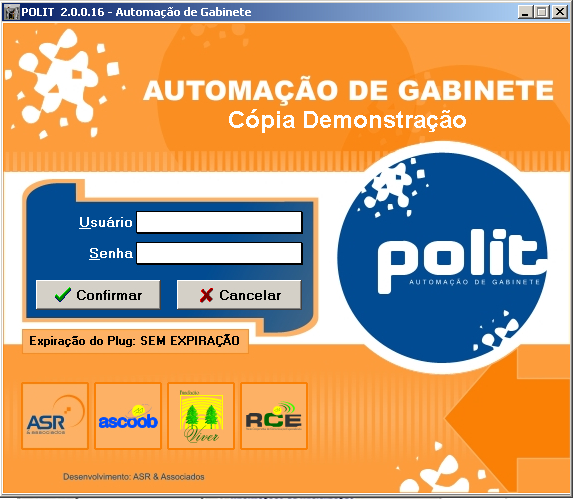 POLIT 2.0.0.16 - Automação de Gabinete
AUTOMAÇÃO DE GABINETE
Cópia Demonstração
Usuário
Senha
Confirmar
Cancelar
polit
AUTOMAÇÃO DE GABINETE
Expiração do Plug: SEM EXPIRAÇÃO
ASR
& ASSOCIADOS
ascoob
Viver
RCE
Desenvolvimento: ASR & Associados